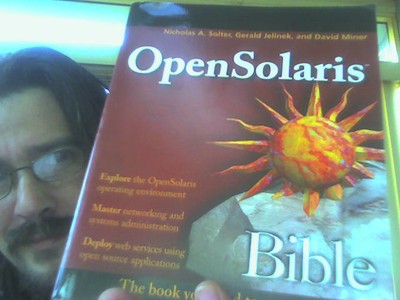 Nicholas A. Solter, Gerald Jelinek, and David Miner
OpenSolaris™
Explore the OpenSolaris
operating environment
Master networking and
systems administration
Deploy web services using
open source applications
Bible
The book you